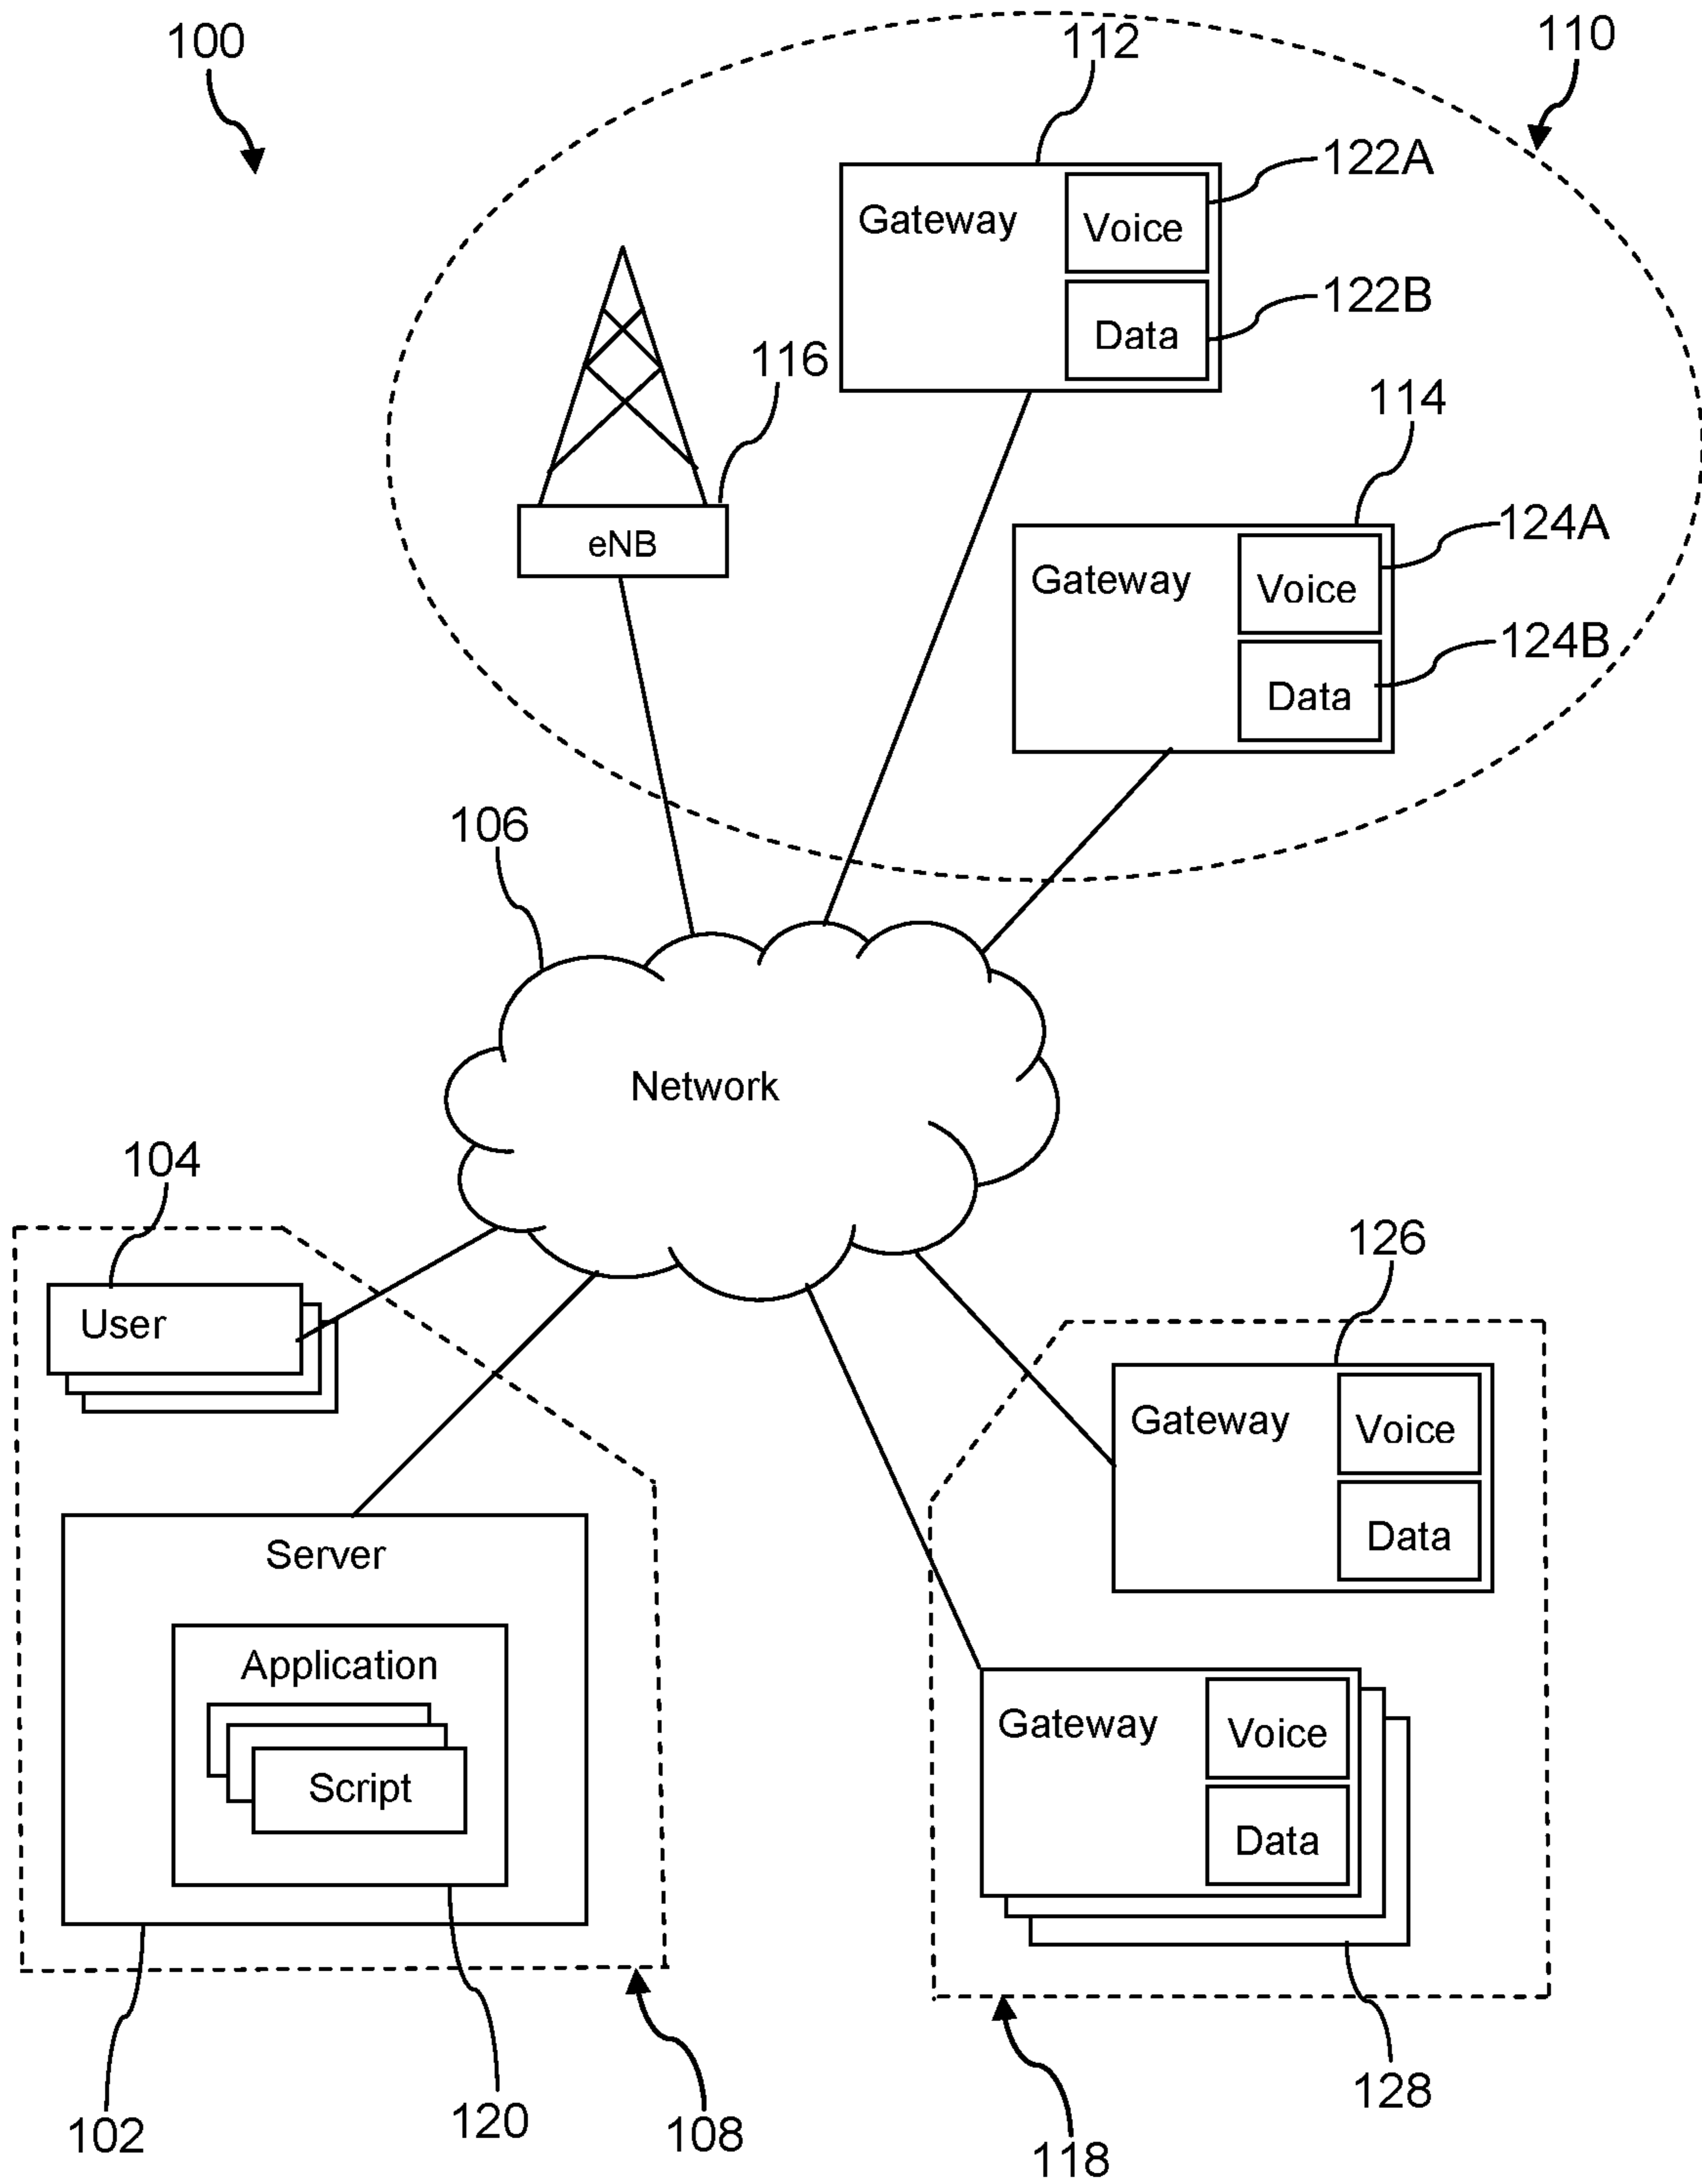 100
112
110
122A
Gateway
Voice
122B
Data
116
114
eNB
124A
Gateway
Voice
124B
Data
106
Network
104
126
User
Gateway
Voice
Data
Server
Application
Script
Gateway
Voice
Data
102
120
108
118
128